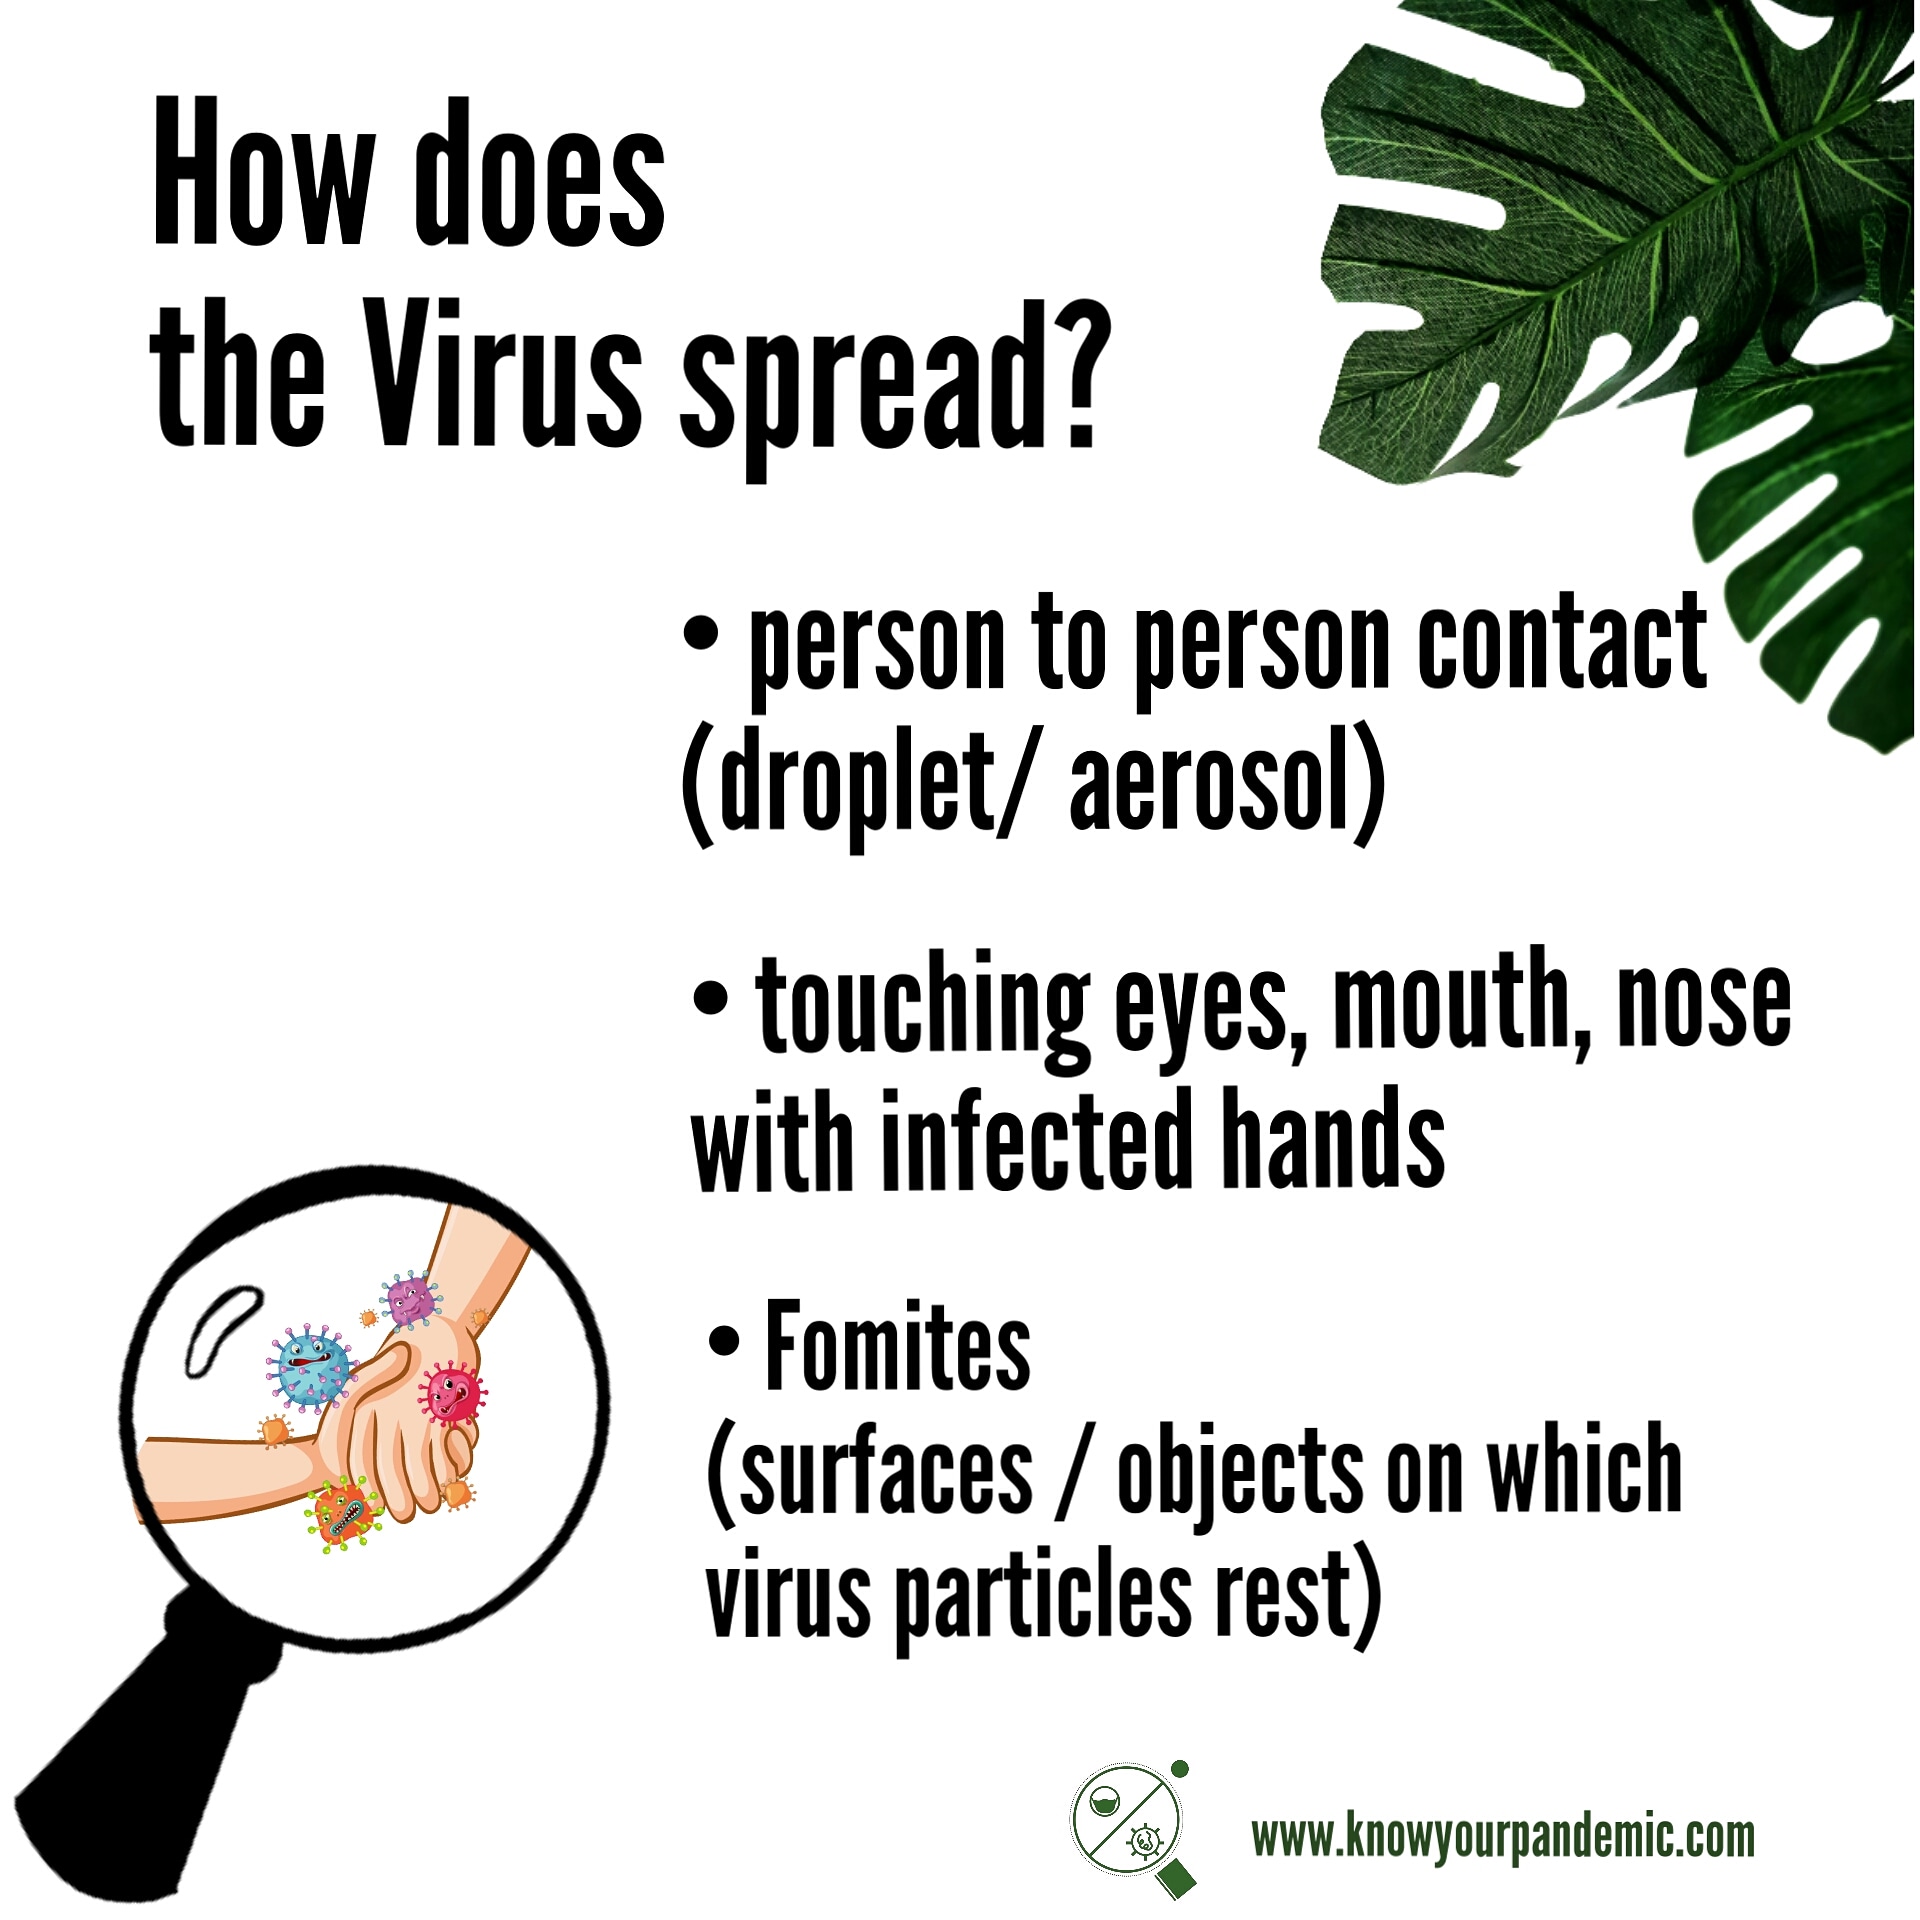 How does
the Virus spread?
• person to person contact
(droplet/ aerosol)
• touching eyes, mouth, nose
with infected hands
• Fomites
(surfaces / objects on which
virus particles rest)
www.knowyourpandemic.com